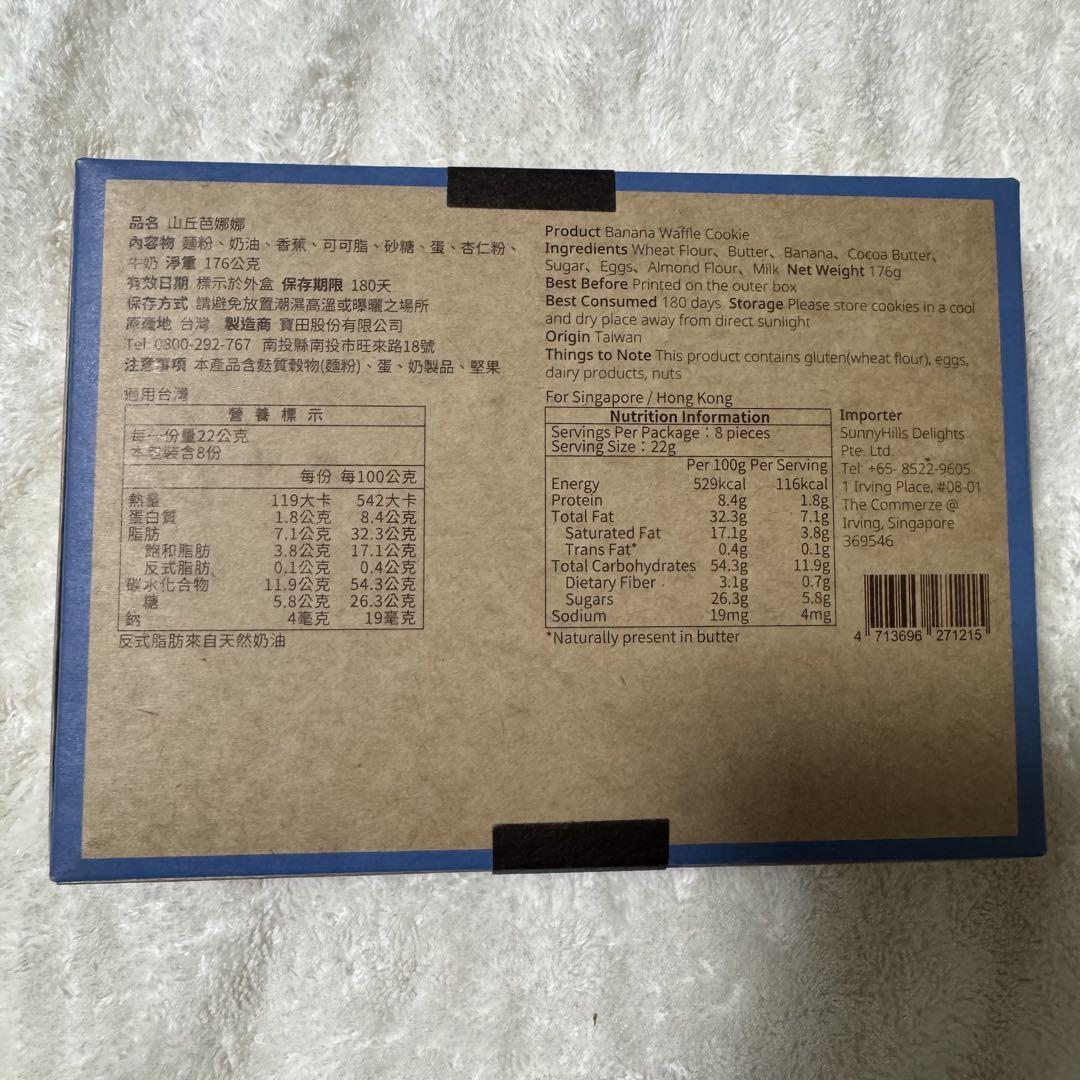 品名 山丘芭娜娜
內容物 麵粉、奶油、香蕉、可可脂、砂糖、蛋、杏仁粉、
牛奶 淨重 176公克
有效日期 標示於外盒 保存期限 180天
保存方式 請避免放置潮濕高溫或曝曬之場所
原產地 台灣 製造商 寶田股份有限公司
Tel: 0800-292-767 南投縣南投市旺來路18號
注意事項 本產品含麩質穀物(麵粉)、蛋、奶製品、堅果
適用台灣
營養標示
每一份量22公克
本包裝含8份
每份 每100公克
熱量 119大卡 542大卡
蛋白質 1.8公克 8.4公克
脂肪 7.1公克 32.3公克
飽和脂肪 3.8公克 17.1公克
反式脂肪 0.1公克 0.4公克
碳水化合物 11.9公克 54.3公克
糖 5.8公克 26.3公克
鈉 4毫克 19毫克
反式脂肪來自天然奶油
Product Banana Waffle Cookie
Ingredients Wheat Flour、Butter、Banana、Cocoa Butter、
Sugar、Eggs、Almond Flour、Milk Net Weight 176g
Best Before Printed on the outer box
Best Consumed 180 days Storage Please store cookies in a cool
and dry place away from direct sunlight
Origin Taiwan
Things to Note This product contains gluten(wheat flour), eggs,
dairy products, nuts
For Singapore / Hong Kong
Nutrition Information
Servings Per Package：8 pieces
Serving Size：22g
Per 100g Per Serving
Energy 529kcal 116kcal
Protein 8.4g 1.8g
Total Fat 32.3g 7.1g
Saturated Fat 17.1g 3.8g
Trans Fat* 0.4g 0.1g
Total Carbohydrates 54.3g 11.9g
Dietary Fiber 3.1g 0.7g
Sugars 26.3g 5.8g
Sodium 19mg 4mg
*Naturally present in butter
Importer
SunnyHills Delights
Pte. Ltd.
Tel: +65- 8522-9605
1 Irving Place, #08-01
The Commerze @
Irving, Singapore
369546
4 713696 271215